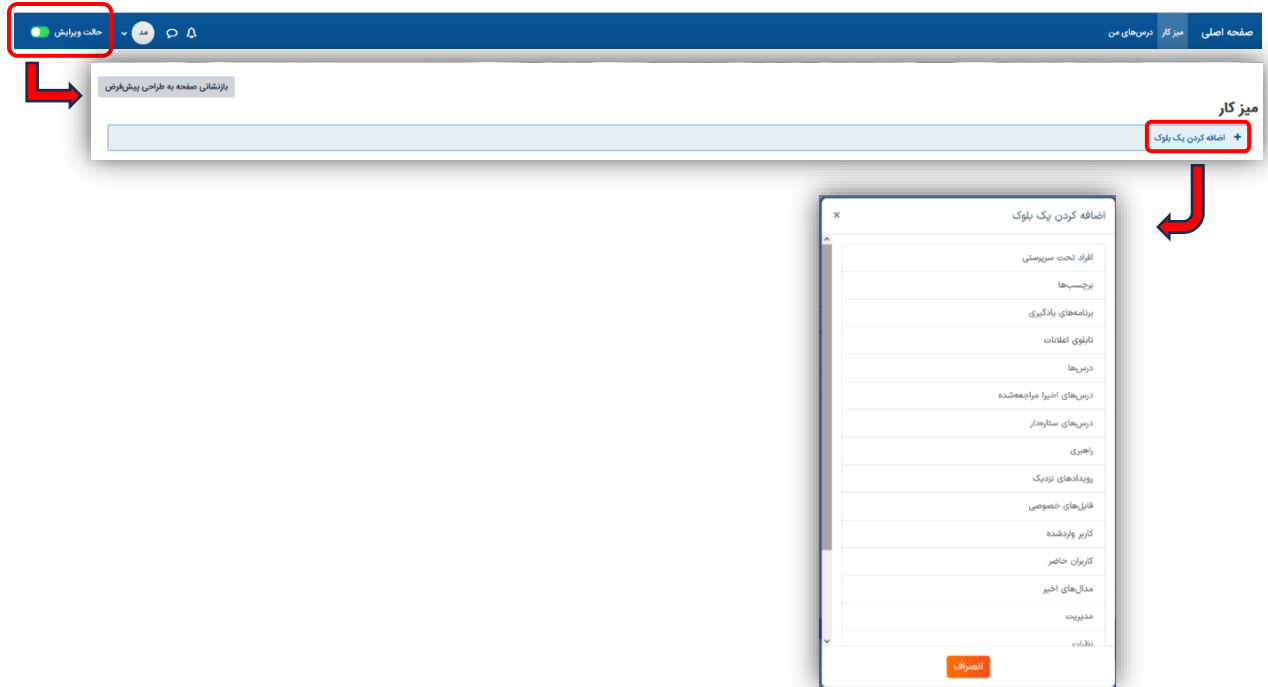 صفحه اصلی میز کار درس‌های من مد حالت ویرایش
بازنشانی صفحه به طراحی پیش‌فرض
میز کار
+ اضافه کردن یک بلوک
اضافه کردن یک بلوک ×
افراد تحت سرپرستی
برچسب‌ها
برنامه‌های یادگیری
تابلوی اعلانات
درس‌ها
درس‌های اخیرا مراجعه‌شده
درس‌های ستاره‌دار
راهبری
رویدادهای نزدیک
فایل‌های خصوصی
کاربر واردشده
کاربران حاضر
مدال‌های اخیر
مدیریت
نظرات
انصراف